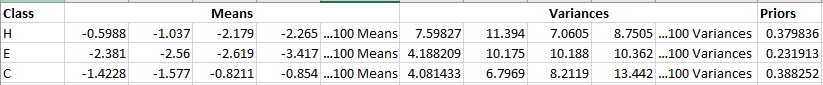 Class Means Variances Priors
H -0.5988 -1.037 -2.179 -2.265 ...100 Means 7.59827 11.394 7.0605 8.7505 ...100 Variances 0.379836
E -2.381 -2.56 -2.619 -3.417 ...100 Means 4.188209 10.175 10.188 10.362 ...100 Variances 0.231913
C -1.4228 -1.577 -0.8211 -0.854 ...100 Means 4.081433 6.7969 8.2119 13.442 ...100 Variances 0.388252